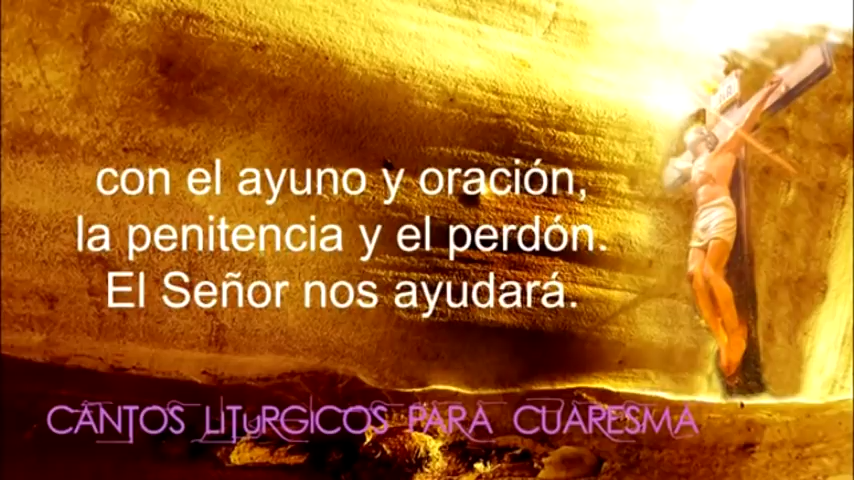 con el ayuno y oración,
la penitencia y el perdón.
El Señor nos ayudará.
CANTOS LITURGICOS PARA CUARESMA